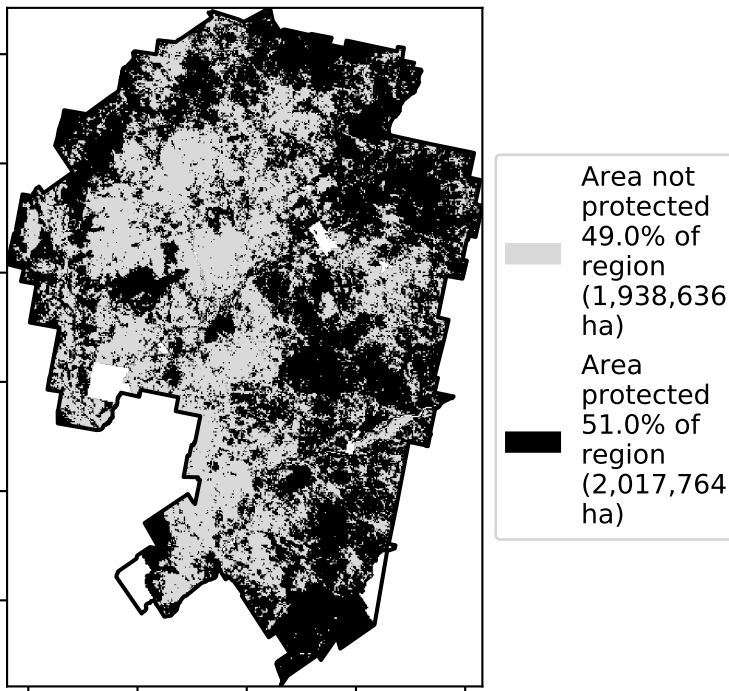 Area not
protected
49.0% of
region
(1,938,636
ha)
Area
protected
51.0% of
region
(2,017,764
ha)